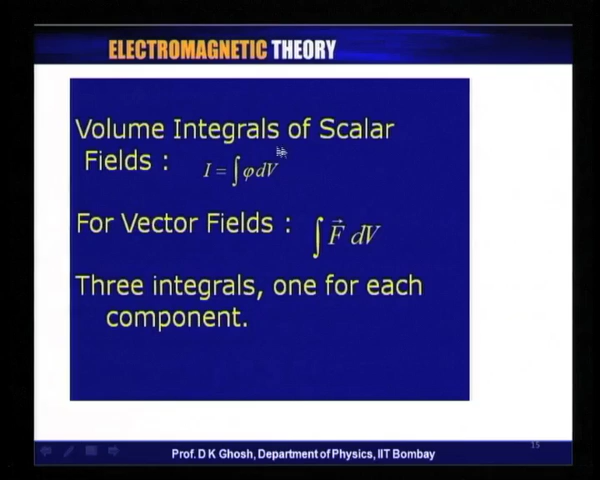 ELECTROMAGNETIC THEORY
Volume Integrals of Scalar
Fields : I = ∫φdV
For Vector Fields : ∫F⃗ dV
Three integrals, one for each
component.
15
Prof. D K Ghosh, Department of Physics, IIT Bombay